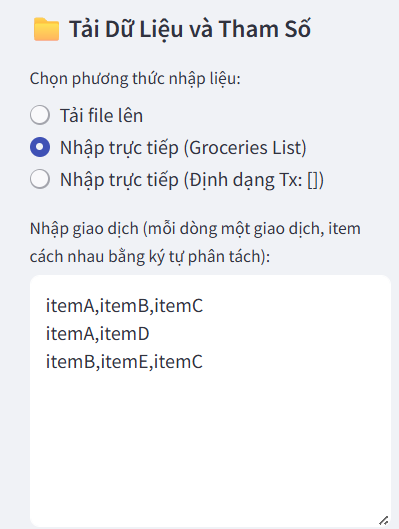 Tải Dữ Liệu và Tham Số
Chọn phương thức nhập liệu:
Tải file lên
Nhập trực tiếp (Groceries List)
Nhập trực tiếp (Định dạng Tx: [])
Nhập giao dịch (mỗi dòng một giao dịch, item
cách nhau bằng ký tự phân tách):
itemA,itemB,itemC
itemA,itemD
itemB,itemE,itemC